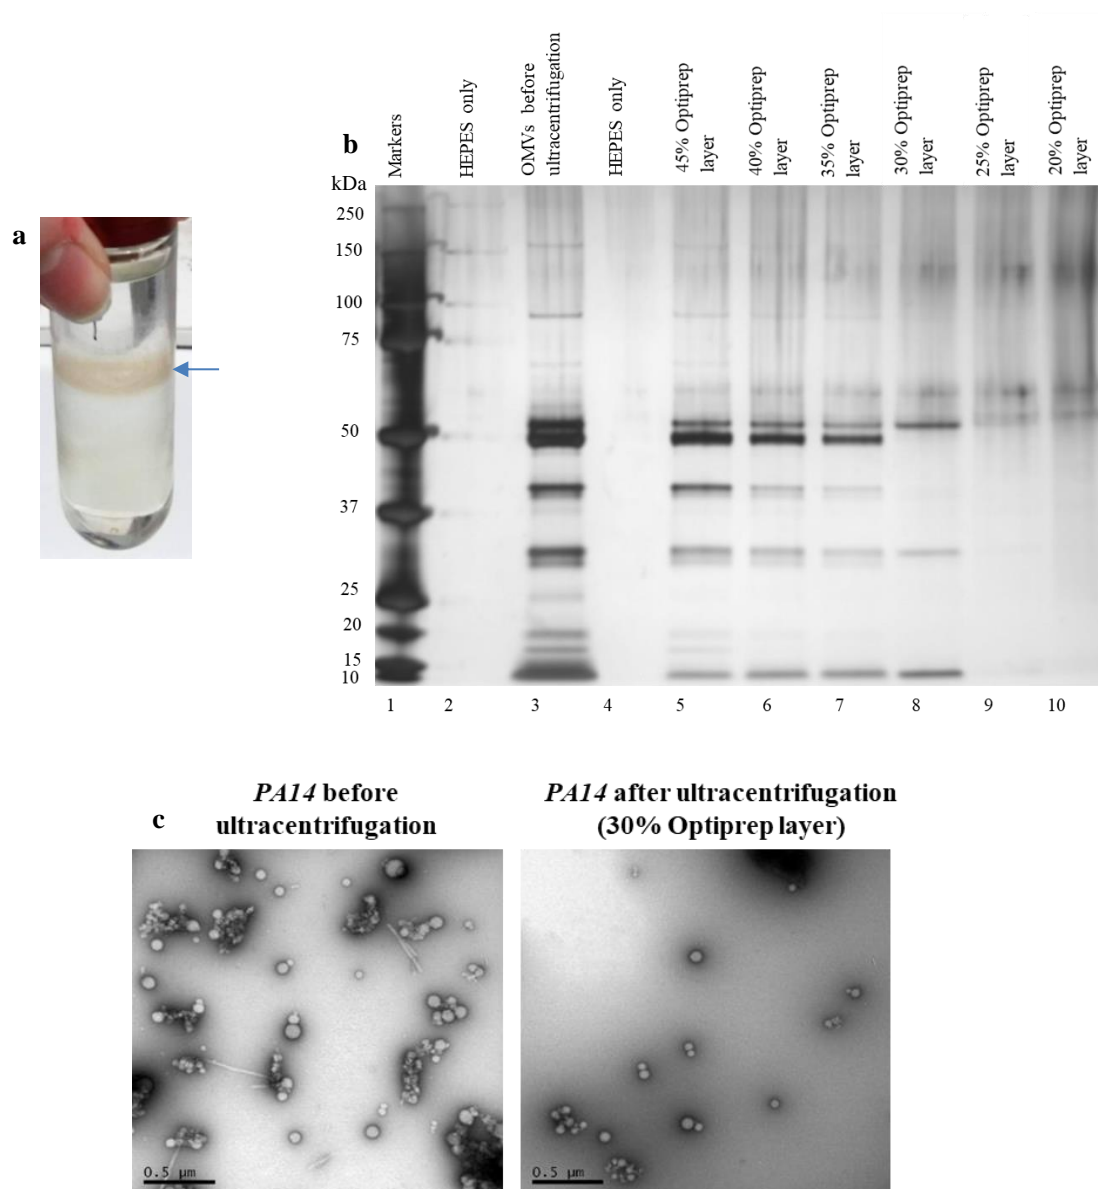 a
b
kDa
Markers
HEPES only
OMVs before
ultracentrifugation
HEPES only
45% Optiprep
layer
40% Optiprep
layer
35% Optiprep
layer
30% Optiprep
layer
25% Optiprep
layer
20% Optiprep
layer
250
150
100
75
50
37
25
20
15
10
1 2 3 4 5 6 7 8 9 10
c
PA14 before
ultracentrifugation
PA14 after ultracentrifugation
(30% Optiprep layer)
0.5 µm
0.5 µm